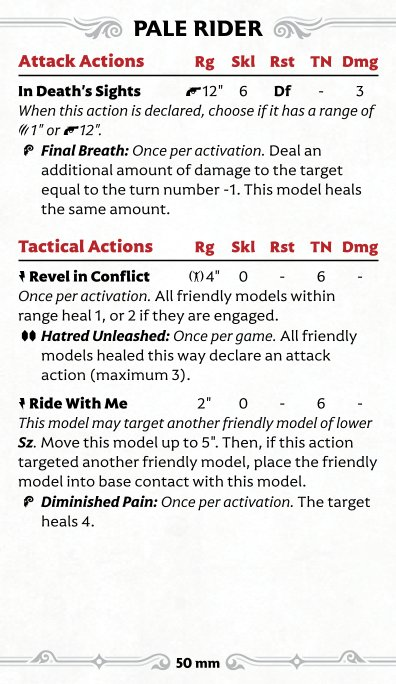 PALE RIDER
Attack Actions Rg Skl Rst TN Dmg
In Death's Sights 12" 6 Df - 3
When this action is declared, choose if it has a range of
1" or 12".
Final Breath: Once per activation. Deal an
additional amount of damage to the target
equal to the turn number -1. This model heals
the same amount.
Tactical Actions Rg Skl Rst TN Dmg
Revel in Conflict 4" 0 - 6 -
Once per activation. All friendly models within
range heal 1, or 2 if they are engaged.
Hatred Unleashed: Once per game. All friendly
models healed this way declare an attack
action (maximum 3).
Ride With Me 2" 0 - 6 -
This model may target another friendly model of lower
Sz. Move this model up to 5". Then, if this action
targeted another friendly model, place the friendly
model into base contact with this model.
Diminished Pain: Once per activation. The target
heals 4.
50 mm